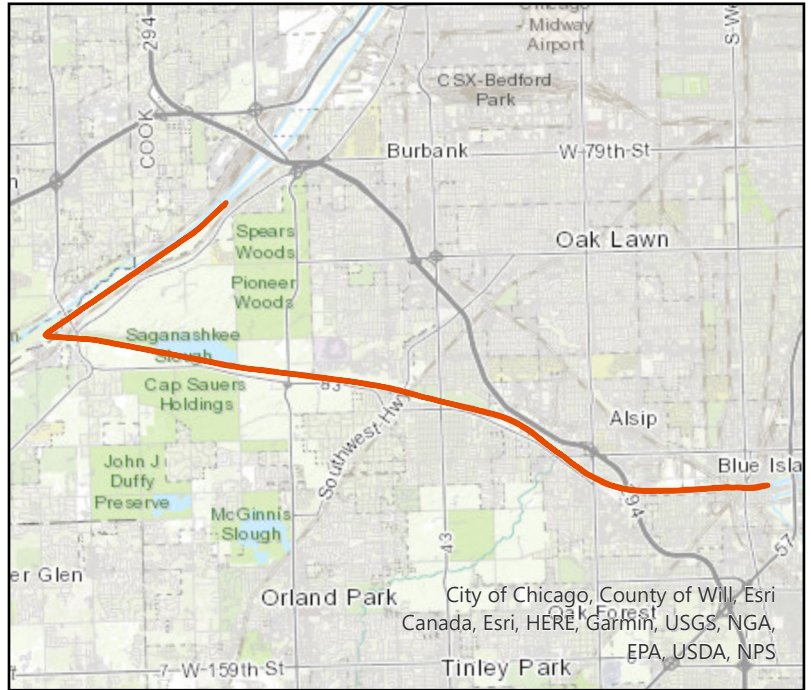 Chicago
Midway
Airport
S-We
294
CSX-Bedford
Park
COOK
Burbank
W-79th-St
Spears
Woods
Oak Lawn
Pioneer
Woods
Saganashkee
Slough
Cap Sauers
Holdings
83
Southwest-Hwy
Alsip
Blue Isla
John J
Duffy
Preserve
McGinnis
Slough
294
43
57
er Glen
Orland Park
Oak Forest
City of Chicago, County of Will, Esri
Canada, Esri, HERE, Garmin, USGS, NGA,
EPA, USDA, NPS
7
W-159th-St
Tinley Park